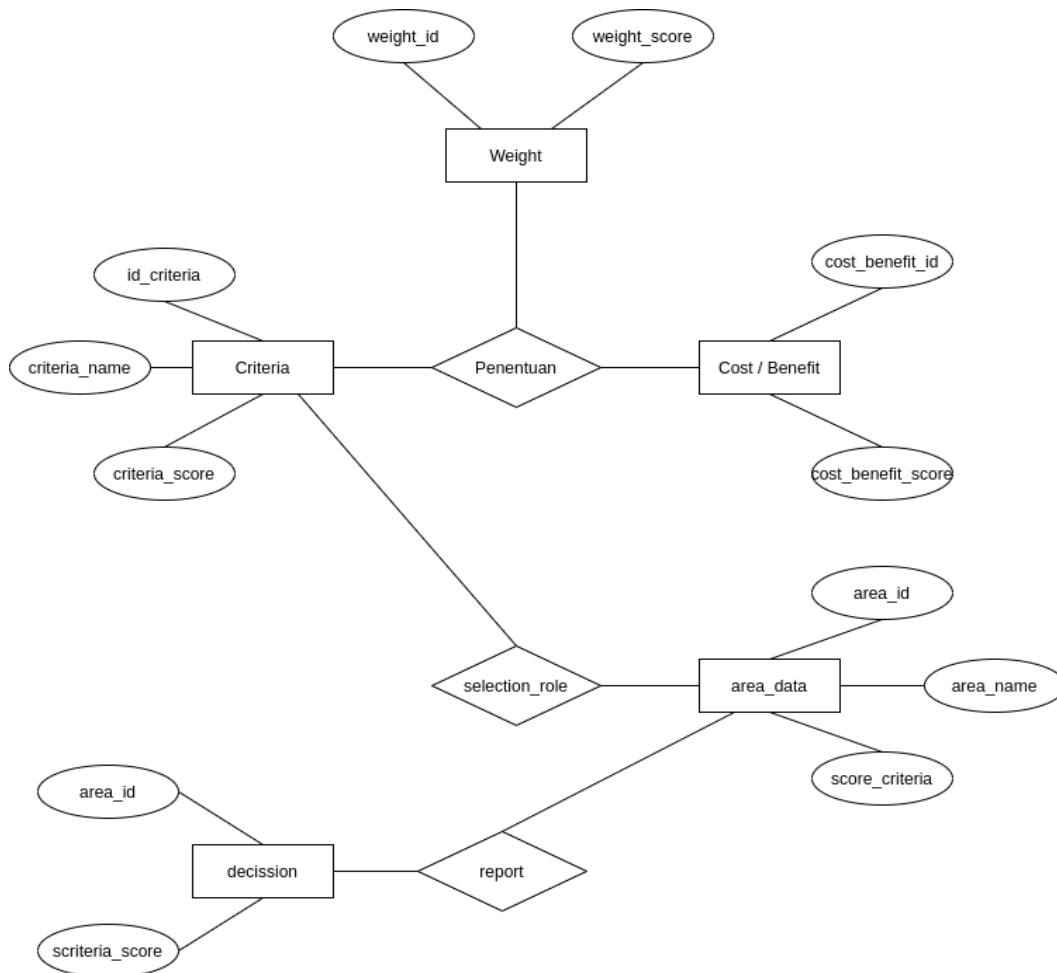 weight_id
weight_score
Weight
id_criteria
cost_benefit_id
criteria_name
Criteria
Penentuan
Cost / Benefit
criteria_score
cost_benefit_score
area_id
selection_role
area_data
area_name
score_criteria
area_id
decission
report
scriteria_score